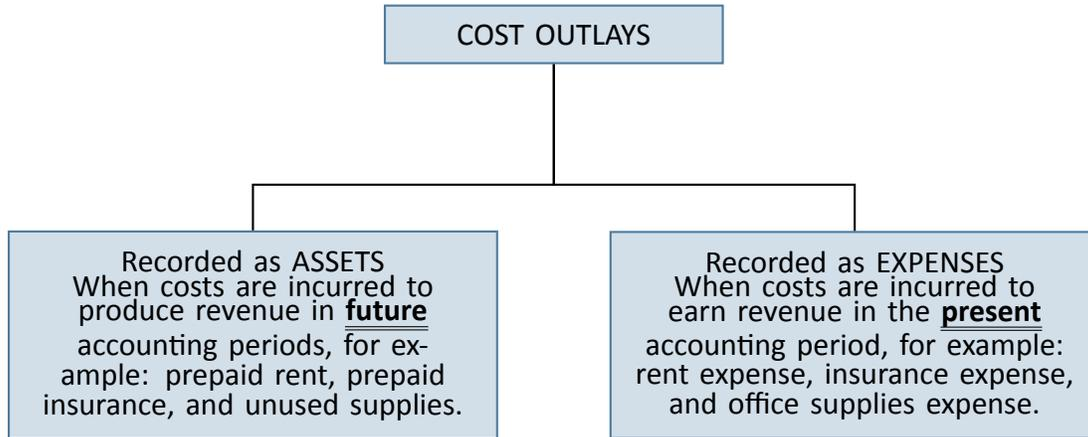 COST OUTLAYS
Recorded as ASSETS
When costs are incurred to
produce revenue in future
accounting periods, for ex-
ample: prepaid rent, prepaid
insurance, and unused supplies.
Recorded as EXPENSES
When costs are incurred to
earn revenue in the present
accounting period, for example:
rent expense, insurance expense,
and office supplies expense.